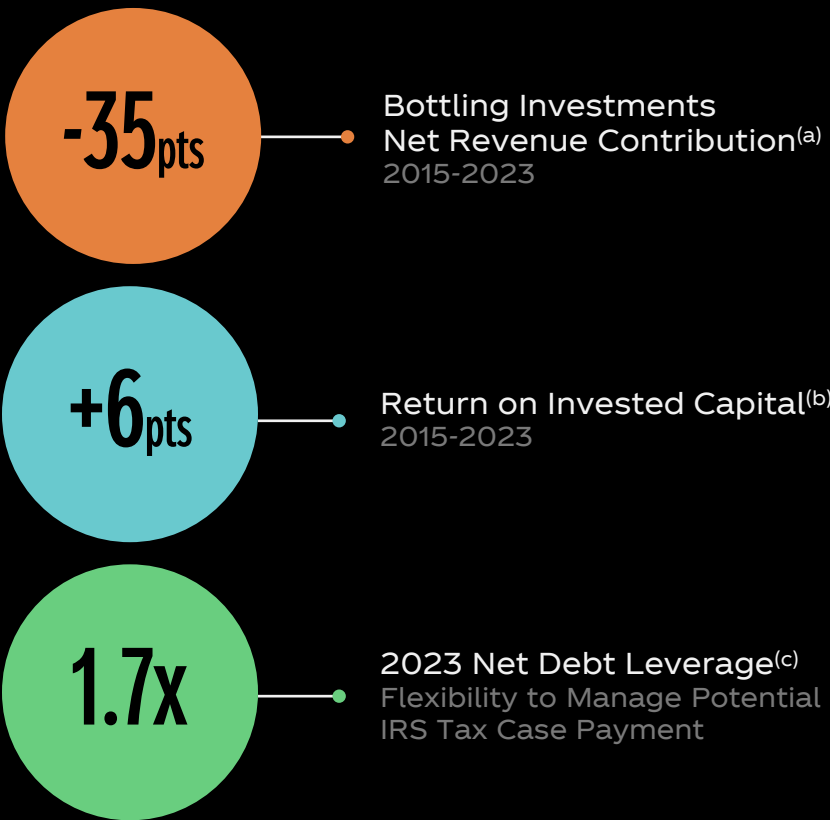 -35pts
Bottling Investments
Net Revenue Contribution(a)
2015-2023
+6pts
Return on Invested Capital(b)
2015-2023
1.7x
2023 Net Debt Leverage(c)
Flexibility to Manage Potential
IRS Tax Case Payment